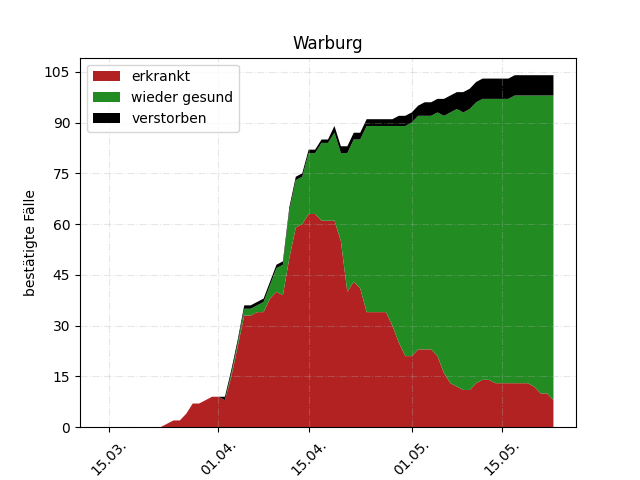 Warburg
bestätigte Fälle
105
90
75
60
45
30
15
0
erkrankt
wieder gesund
verstorben
15.03.
01.04.
15.04.
01.05.
15.05.